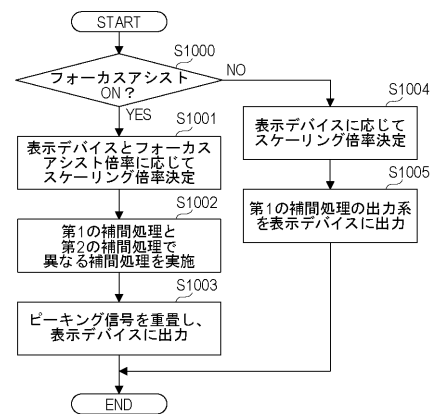 START
S1000
フォーカスアシスト
ON？
NO
YES
S1001
表示デバイスとフォーカス
アシスト倍率に応じて
スケーリング倍率決定
S1002
第1の補間処理と
第2の補間処理で
異なる補間処理を実施
S1003
ピーキング信号を重畳し、
表示デバイスに出力
S1004
表示デバイスに応じて
スケーリング倍率決定
S1005
第1の補間処理の出力系
を表示デバイスに出力
END